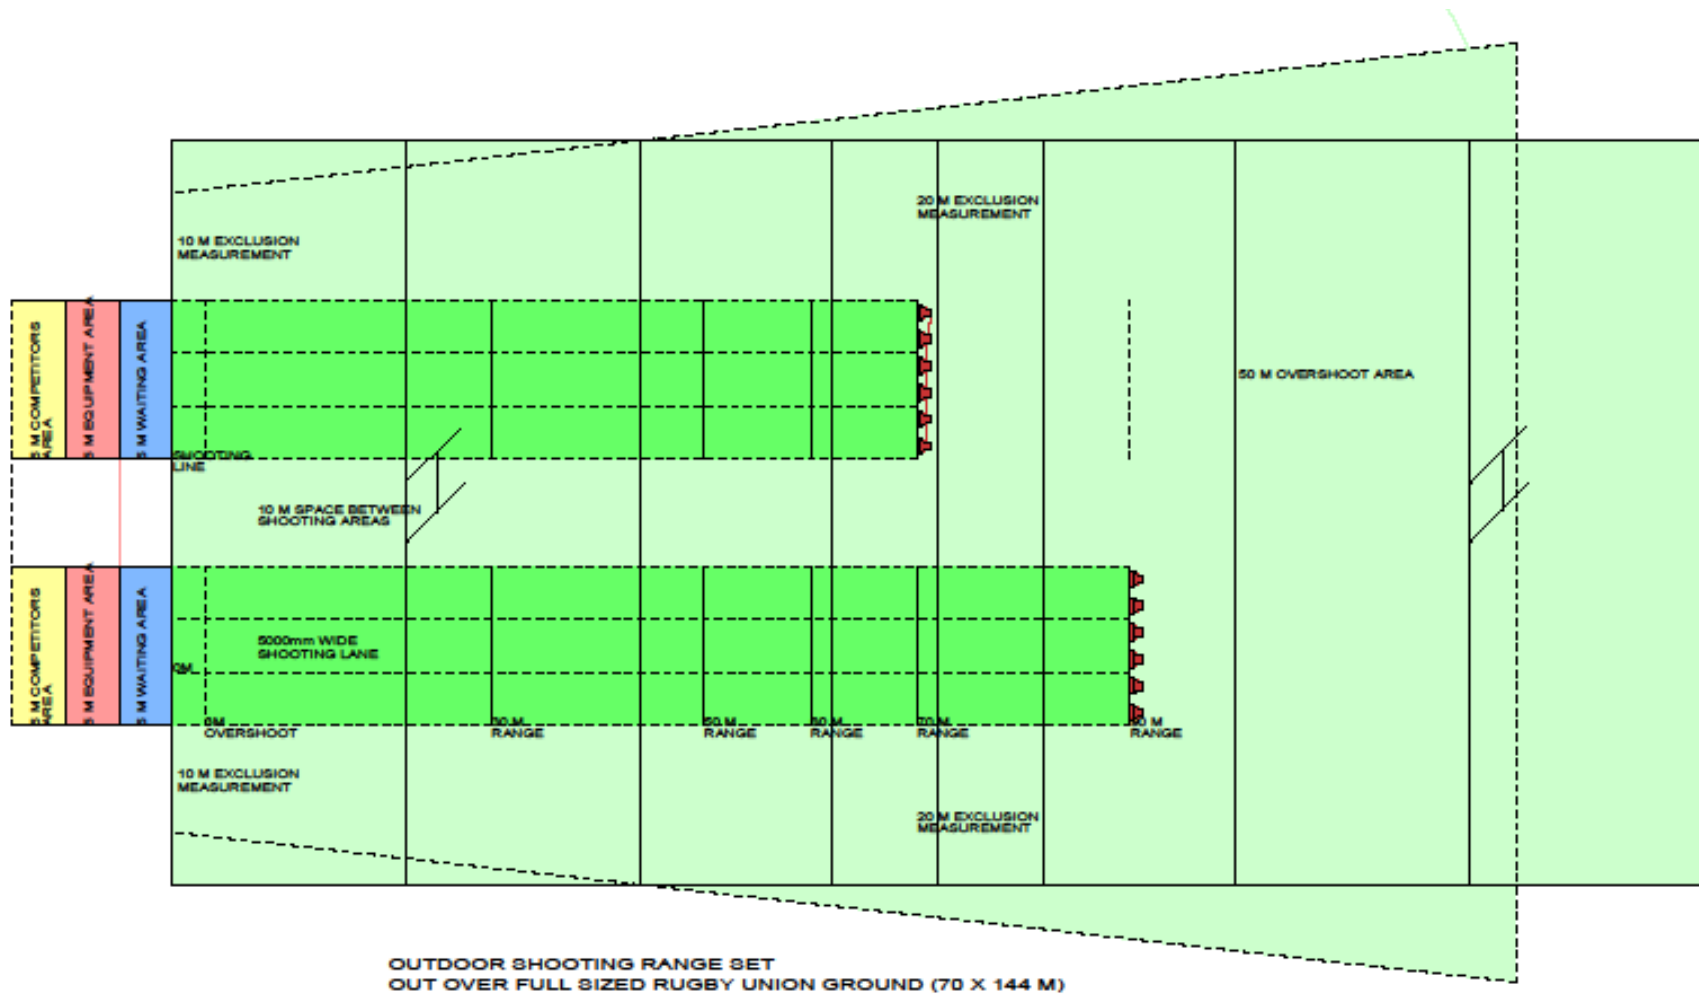 20 M EXCLUSION
MEASUREMENT
10 M EXCLUSION
MEASUREMENT
5 M COMPETITORS
AREA
5 M EQUIPMENT AREA
5 M WAITING AREA
50 M OVERSHOOT AREA
SHOOTING
LINE
10 M SPACE BETWEEN
SHOOTING AREAS
5 M COMPETITORS
AREA
5 M EQUIPMENT AREA
5 M WAITING AREA
5000mm WIDE
SHOOTING LANE
0M
OVERSHOOT
30 M
RANGE
50 M
RANGE
60 M
RANGE
70 M
RANGE
90 M
RANGE
10 M EXCLUSION
MEASUREMENT
20 M EXCLUSION
MEASUREMENT
OUTDOOR SHOOTING RANGE SET
OUT OVER FULL SIZED RUGBY UNION GROUND (70 X 144 M)